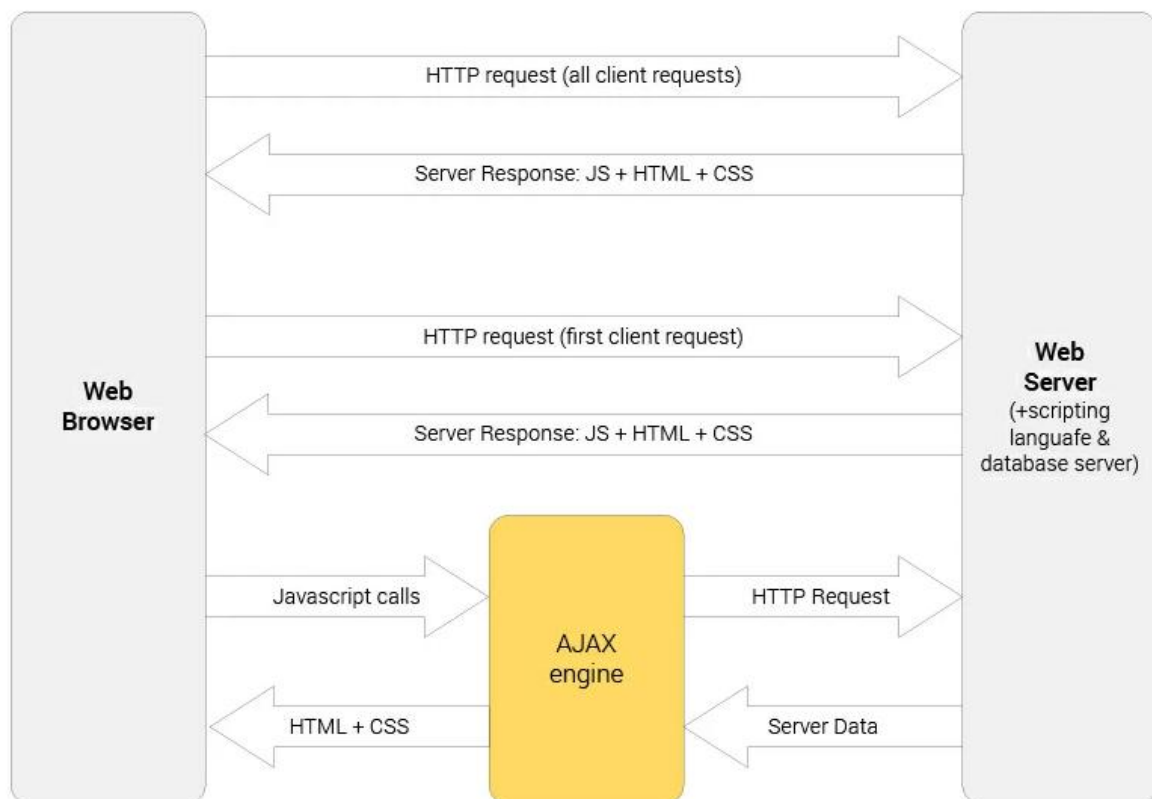 HTTP request (all client requests)
Server Response: JS + HTML + CSS
HTTP request (first client request)
Web
Browser
Server Response: JS + HTML + CSS
Web
Server
(+scripting
languafe &
database server)
Javascript calls
AJAX
engine
HTTP Request
HTML + CSS
Server Data